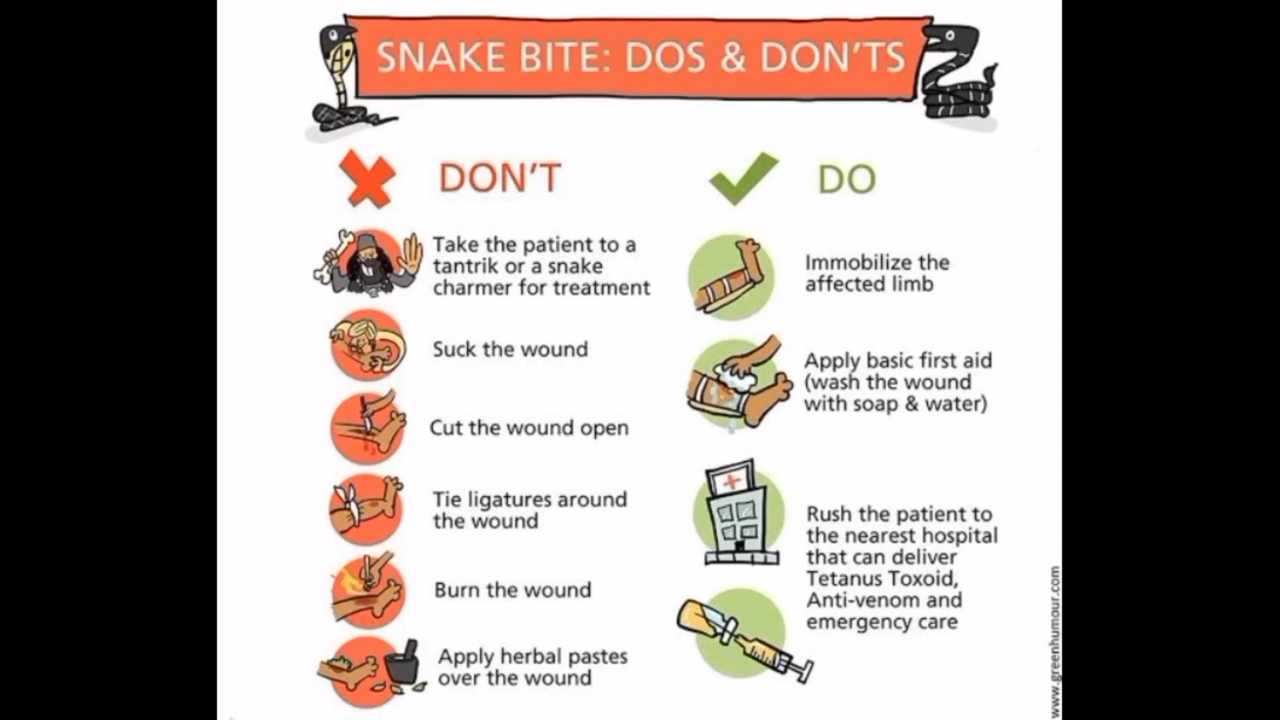 SNAKE BITE: DOS & DON'TS
DON'T
Take the patient to a
tantrik or a snake
charmer for treatment
Suck the wound
Cut the wound open
Tie ligatures around
the wound
Burn the wound
Apply herbal pastes
over the wound
DO
Immobilize the
affected limb
Apply basic first aid
(wash the wound
with soap & water)
Rush the patient to
the nearest hospital
that can deliver
Tetanus Toxoid,
Anti-venom and
emergency care
www.greenhumour.com